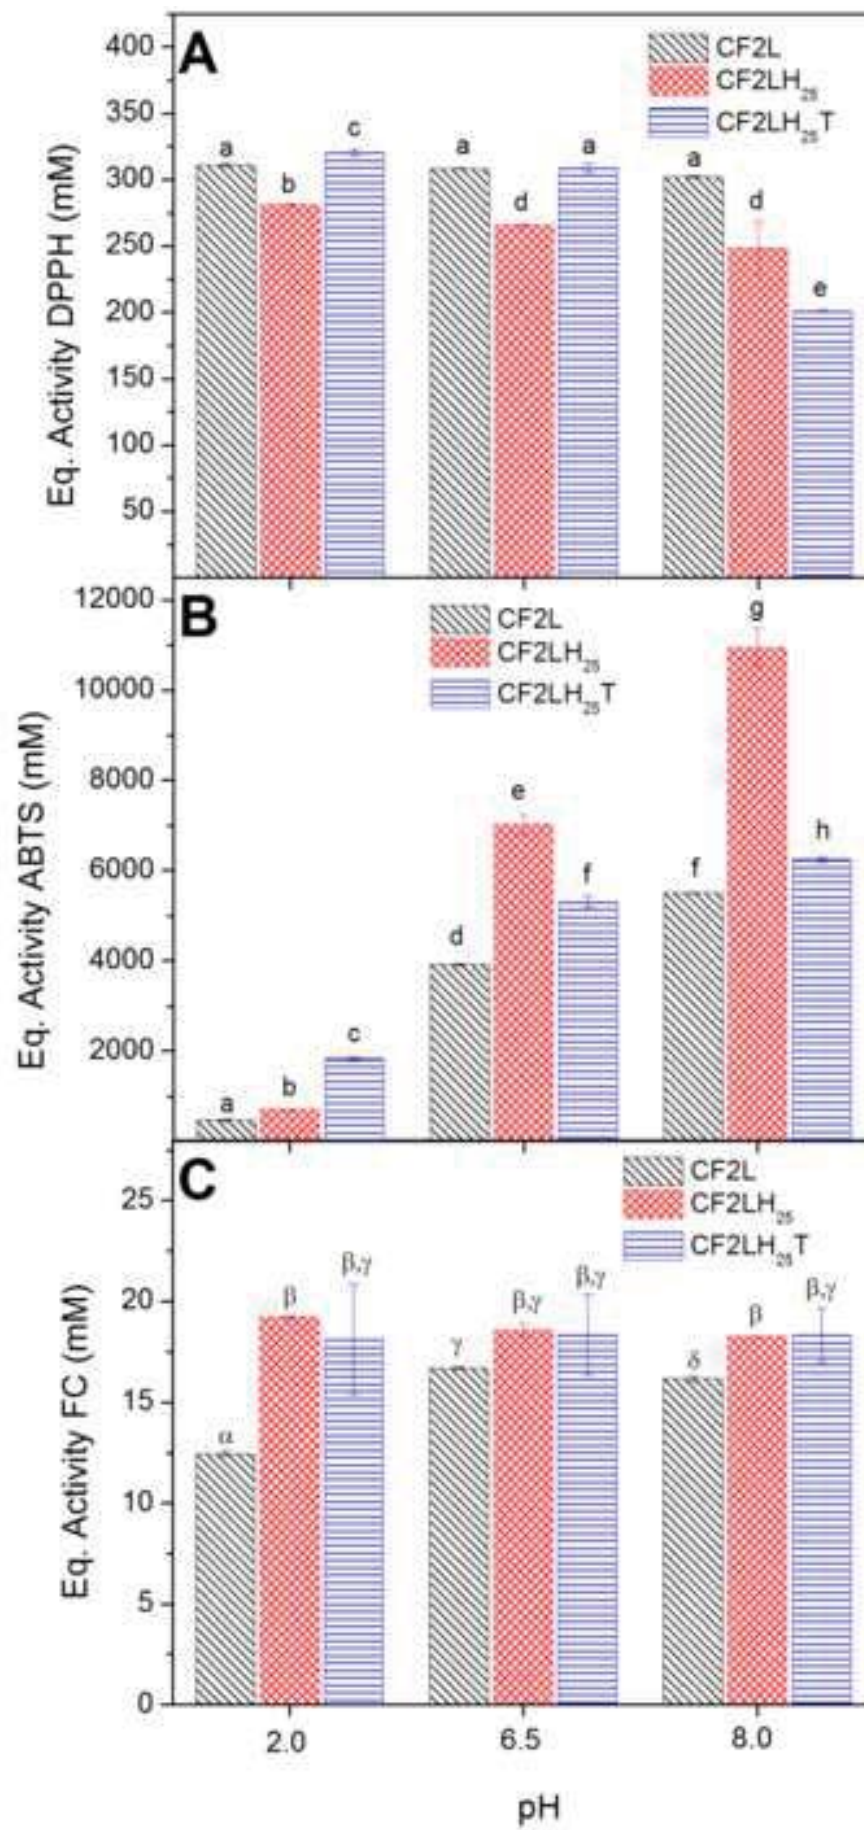 A
CF2L
CF2LH₂₅
CF2LH₂₅T
Eq. Activity DPPH (mM)
400
350
300
250
200
150
100
50
a
b
c
a
d
a
a
d
e
B
CF2L
CF2LH₂₅
CF2LH₂₅T
Eq. Activity ABTS (mM)
12000
10000
8000
6000
4000
2000
a
b
c
d
e
f
f
g
h
C
CF2L
CF2LH₂₅
CF2LH₂₅T
Eq. Activity FC (mM)
25
20
15
10
5
0
α
β
β,γ
γ
β,γ
β,γ
δ
β
β,γ
2.0
6.5
8.0
pH